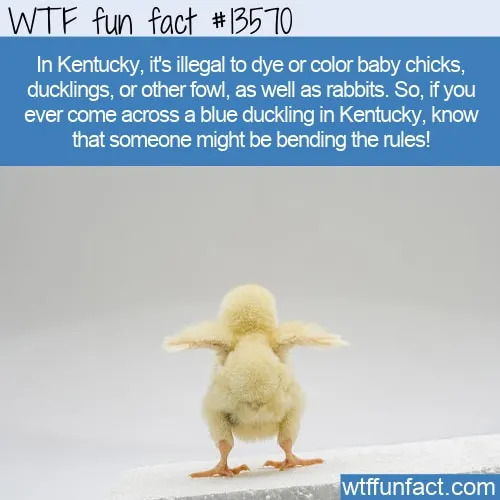 WTF fun fact #13570
In Kentucky, it's illegal to dye or color baby chicks,
ducklings, or other fowl, as well as rabbits. So, if you
ever come across a blue duckling in Kentucky, know
that someone might be bending the rules!
wtffunfact.com